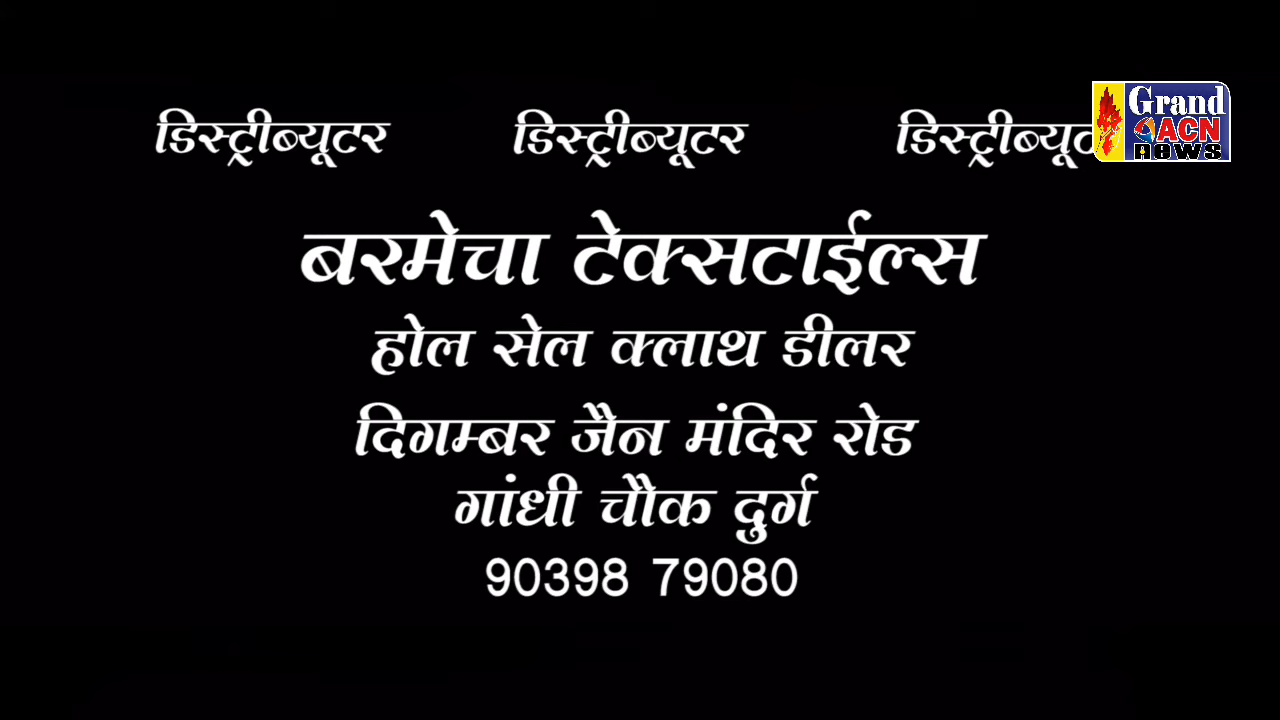 डिस्ट्रीब्यूटर डिस्ट्रीब्यूटर
Grand
ACN
news
बरमेचा टेक्सटाईल्स
होल सेल क्लाथ डीलर
दिगम्बर जैन मंदिर रोड
गांधी चौक दुर्ग
90398 79080